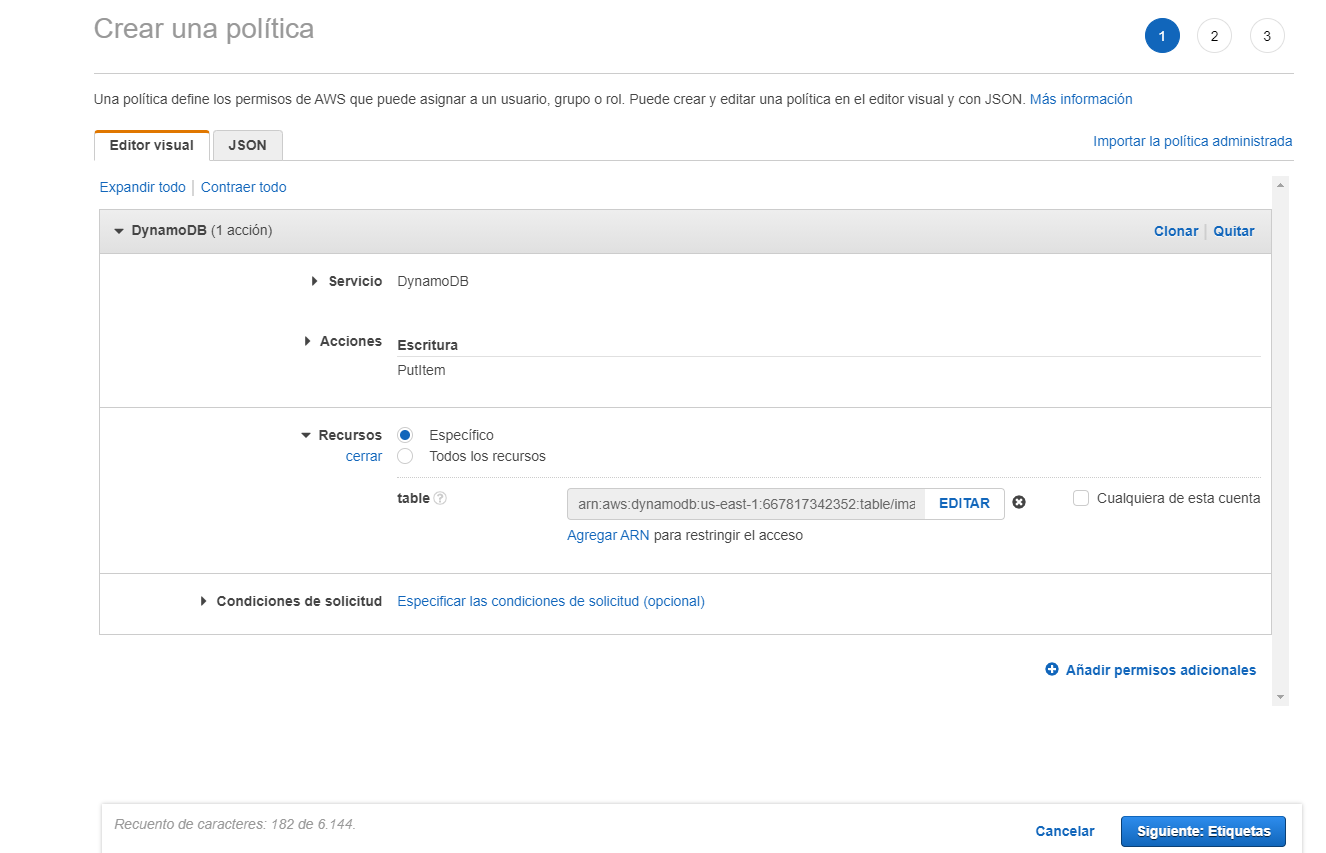 Crear una política
1 2 3
Una política define los permisos de AWS que puede asignar a un usuario, grupo o rol. Puede crear y editar una política en el editor visual y con JSON. Más información
Editor visual JSON
Importar la política administrada
Expandir todo | Contraer todo
DynamoDB (1 acción) Clonar | Quitar
Servicio DynamoDB
Acciones Escritura
PutItem
Recursos Específico
cerrar Todos los recursos
table ? arn:aws:dynamodb:us-east-1:667817342352:table/ima EDITAR Cualquiera de esta cuenta
Agregar ARN para restringir el acceso
Condiciones de solicitud Especificar las condiciones de solicitud (opcional)
Añadir permisos adicionales
Recuento de caracteres: 182 de 6.144.
Cancelar Siguiente: Etiquetas